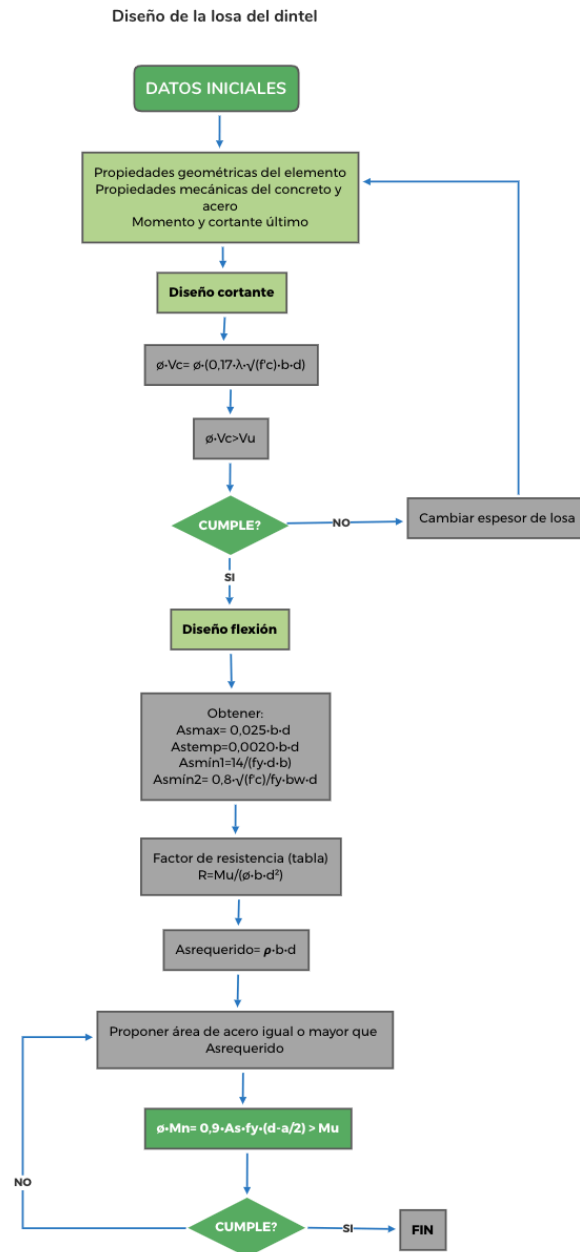 Diseño de la losa del dintel
DATOS INICIALES
Propiedades geométricas del elemento
Propiedades mecánicas del concreto y
acero
Momento y cortante último
Diseño cortante
ø·Vc= ø·(0,17·λ·√(f'c)·b·d)
ø·Vc>Vu
CUMPLE?
NO
Cambiar espesor de losa
SI
Diseño flexión
Obtener:
Asmax= 0,025·b·d
Astemp=0,0020·b·d
Asmín1=14/(fy·d·b)
Asmín2= 0,8·√(f'c)/fy·bw·d
Factor de resistencia (tabla)
R=Mu/(ø·b·d²)
Asrequerido= ρ·b·d
Proponer área de acero igual o mayor que
Asrequerido
ø·Mn= 0,9·As·fy·(d-a/2) > Mu
NO
CUMPLE?
SI
FIN